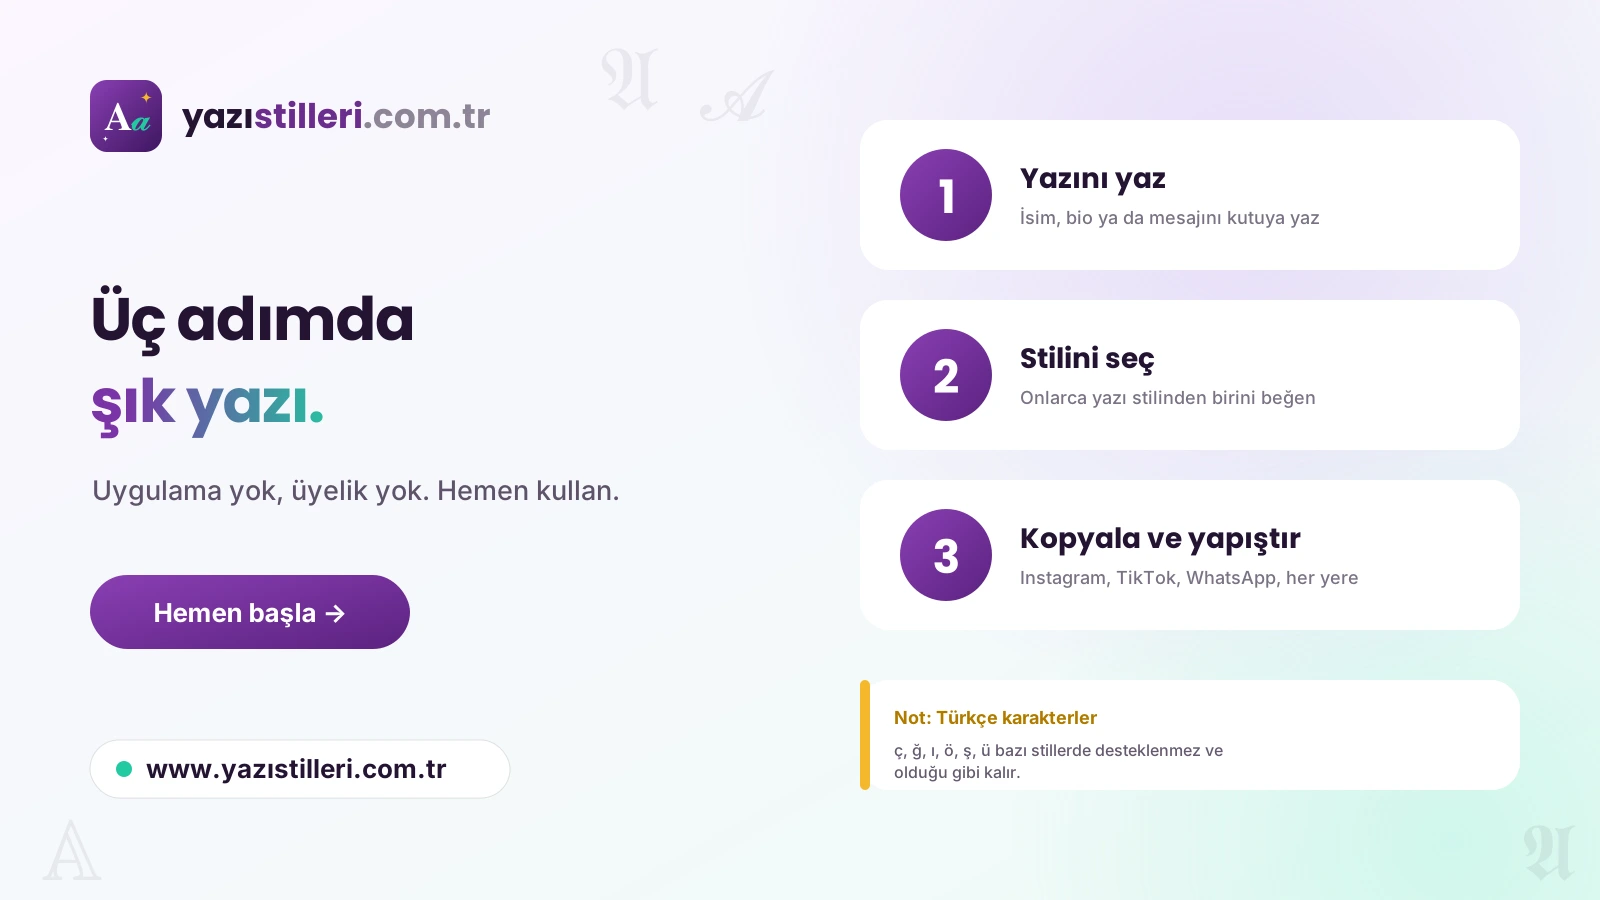 Aa
yazıstilleri.com.tr
Üç adımda
şık yazı.
Uygulama yok, üyelik yok. Hemen kullan.
Hemen başla →
www.yazıstilleri.com.tr
𝔄
𝒜
1
Yazını yaz
İsim, bio ya da mesajını kutuya yaz
2
Stilini seç
Onlarca yazı stilinden birini beğen
3
Kopyala ve yapıştır
Instagram, TikTok, WhatsApp, her yere
Not: Türkçe karakterler
ç, ğ, ı, ö, ş, ü bazı stillerde desteklenmez ve
olduğu gibi kalır.
𝔸
𝕬